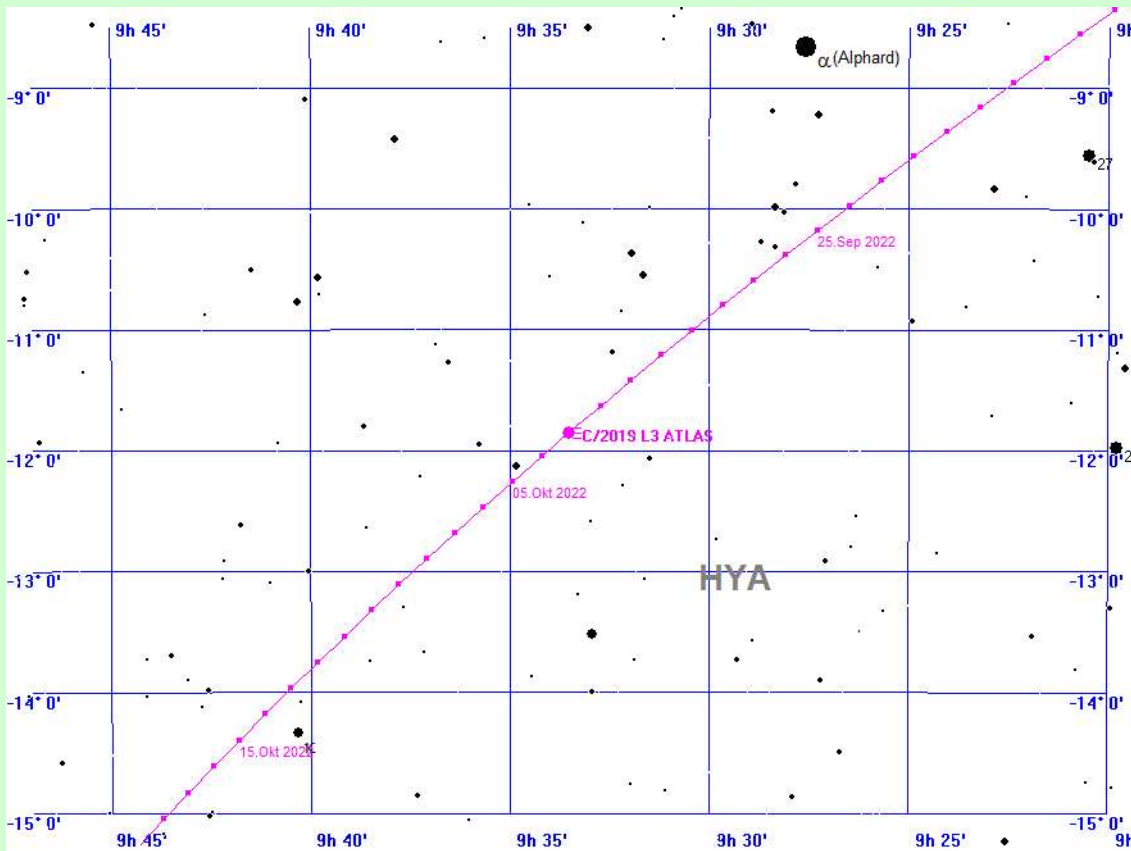 9h 45' 9h 40' 9h 35' 9h 30' 9h 25' 9h
α (Alphard)
-9° 0' -9° 0'
27
-10° 0' -10° 0'
25.Sep 2022
-11° 0' -11° 0'
C/2019 L3 ATLAS
-12° 0' -12° 0'
2
05.Okt 2022
-13° 0' -13° 0'
HYA
-14° 0' -14° 0'
κ
15.Okt 2022
-15° 0' -15° 0'
9h 45' 9h 40' 9h 35' 9h 30' 9h 25' 9h